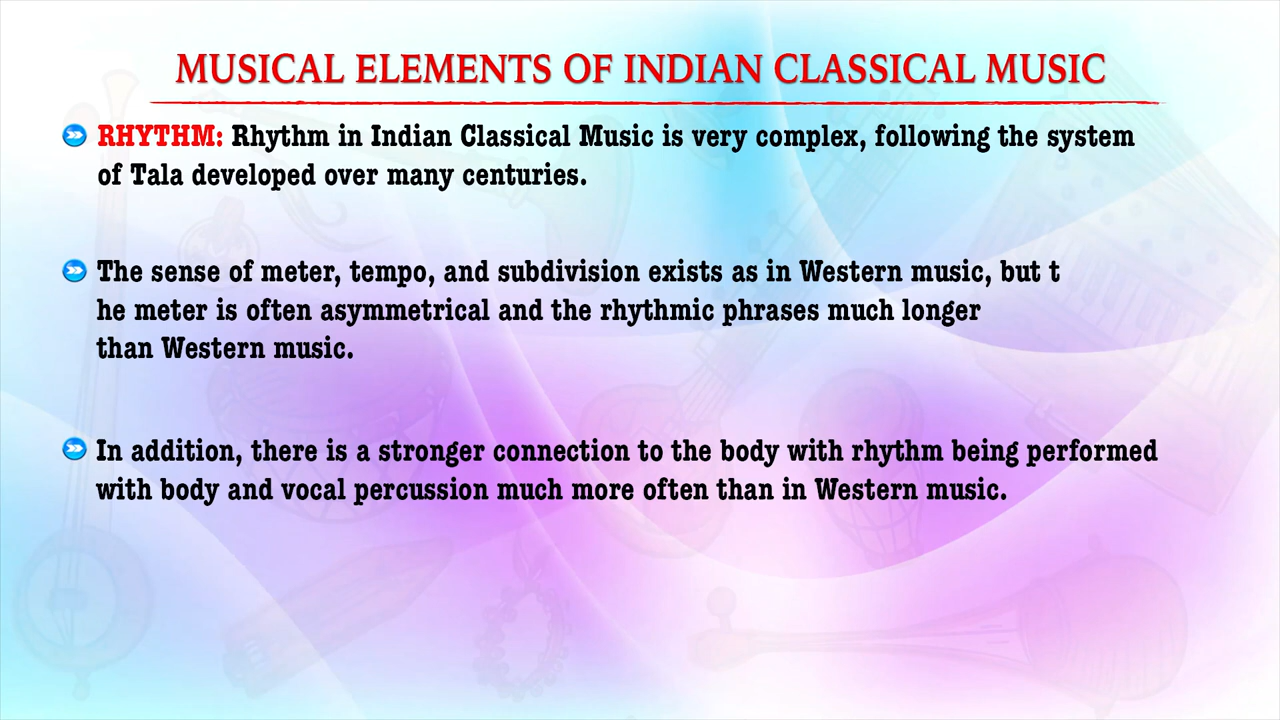 MUSICAL ELEMENTS OF INDIAN CLASSICAL MUSIC
RHYTHM: Rhythm in Indian Classical Music is very complex, following the system
of Tala developed over many centuries.
The sense of meter, tempo, and subdivision exists as in Western music, but t
he meter is often asymmetrical and the rhythmic phrases much longer
than Western music.
In addition, there is a stronger connection to the body with rhythm being performed
with body and vocal percussion much more often than in Western music.